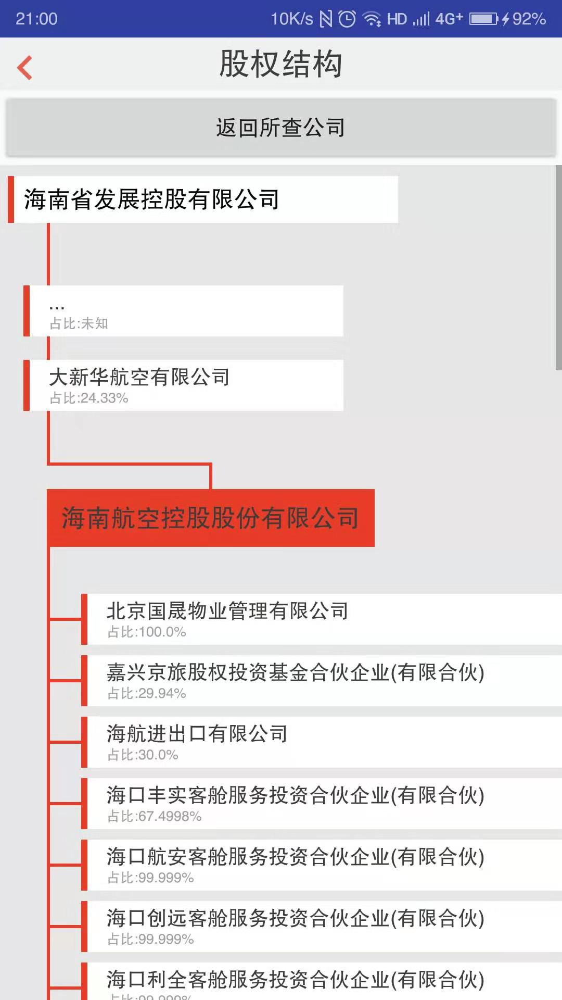 21:00 10K/s HD 4G+ 92%
股权结构
返回所查公司
海南省发展控股有限公司
...
占比:未知
大新华航空有限公司
占比:24.33%
海南航空控股股份有限公司
北京国晟物业管理有限公司
占比:100.0%
嘉兴京旅股权投资基金合伙企业(有限合伙)
占比:29.94%
海航进出口有限公司
占比:30.0%
海口丰实客舱服务投资合伙企业(有限合伙)
占比:67.4998%
海口航安客舱服务投资合伙企业(有限合伙)
占比:99.999%
海口创远客舱服务投资合伙企业(有限合伙)
占比:99.999%
海口利全客舱服务投资合伙企业(有限合伙)
占比:99.999%